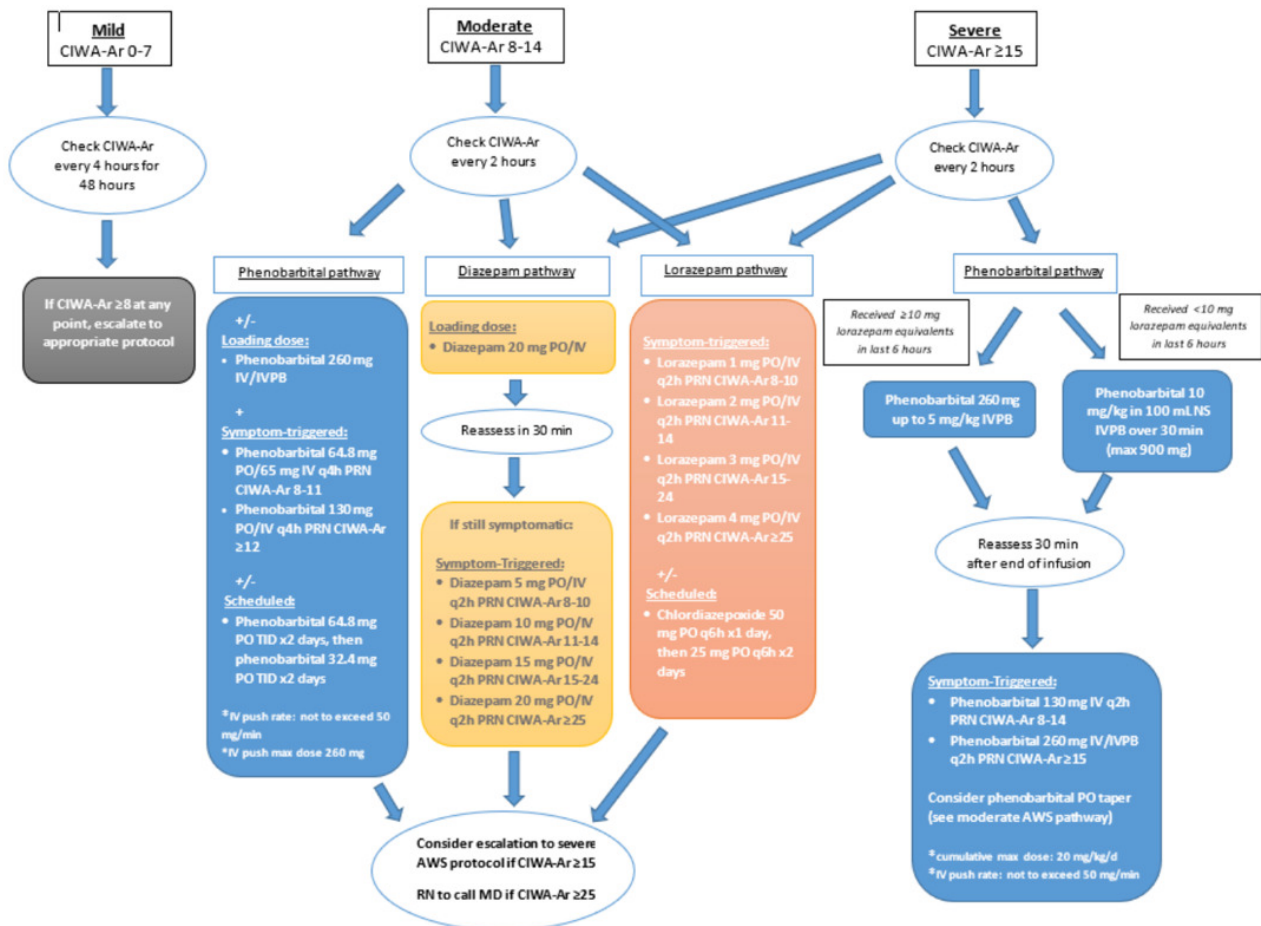 Mild
CIWA-Ar 0-7
Check CIWA-Ar
every 4 hours for
48 hours
If CIWA-Ar ≥8 at any
point, escalate to
appropriate protocol
Moderate
CIWA-Ar 8-14
Check CIWA-Ar
every 2 hours
Severe
CIWA-Ar ≥15
Check CIWA-Ar
every 2 hours
Phenobarbital pathway
+/-
Loading dose:
• Phenobarbital 260 mg
IV/IVPB
+
Symptom-triggered:
• Phenobarbital 64.8 mg
PO/65 mg IV q4h PRN
CIWA-Ar 8-11
• Phenobarbital 130 mg
PO/IV q4h PRN CIWA-Ar
≥12
+/-
Scheduled:
• Phenobarbital 64.8 mg
PO TID x2 days, then
phenobarbital 32.4 mg
PO TID x2 days
*IV push rate: not to exceed 50
mg/min
*IV push max dose 260 mg
Diazepam pathway
Loading dose:
• Diazepam 20 mg PO/IV
Reassess in 30 min
If still symptomatic:
Symptom-Triggered:
• Diazepam 5 mg PO/IV
q2h PRN CIWA-Ar 8-10
• Diazepam 10 mg PO/IV
q2h PRN CIWA-Ar 11-14
• Diazepam 15 mg PO/IV
q2h PRN CIWA-Ar 15-24
• Diazepam 20 mg PO/IV
q2h PRN CIWA-Ar ≥25
Lorazepam pathway
Symptom-triggered:
• Lorazepam 1 mg PO/IV
q2h PRN CIWA-Ar 8-10
• Lorazepam 2 mg PO/IV
q2h PRN CIWA-Ar 11-
14
• Lorazepam 3 mg PO/IV
q2h PRN CIWA-Ar 15-
24
• Lorazepam 4 mg PO/IV
q2h PRN CIWA-Ar ≥25
+/-
Scheduled:
• Chlordiazepoxide 50
mg PO q6h x1 day,
then 25 mg PO q6h x2
days
Consider escalation to severe
AWS protocol if CIWA-Ar ≥15
RN to call MD if CIWA-Ar ≥25
Phenobarbital pathway
Received ≥10 mg
lorazepam equivalents
in last 6 hours
Received <10 mg
lorazepam equivalents
in last 6 hours
Phenobarbital 260 mg
up to 5 mg/kg IVPB
Phenobarbital 10
mg/kg in 100 mL NS
IVPB over 30 min
(max 900 mg)
Reassess 30 min
after end of infusion
Symptom-Triggered:
• Phenobarbital 130 mg IV q2h
PRN CIWA-Ar 8-14
• Phenobarbital 260 mg IV/IVPB
q2h PRN CIWA-Ar ≥15
Consider phenobarbital PO taper
(see moderate AWS pathway)
*cumulative max dose: 20 mg/kg/d
*IV push rate: not to exceed 50 mg/min